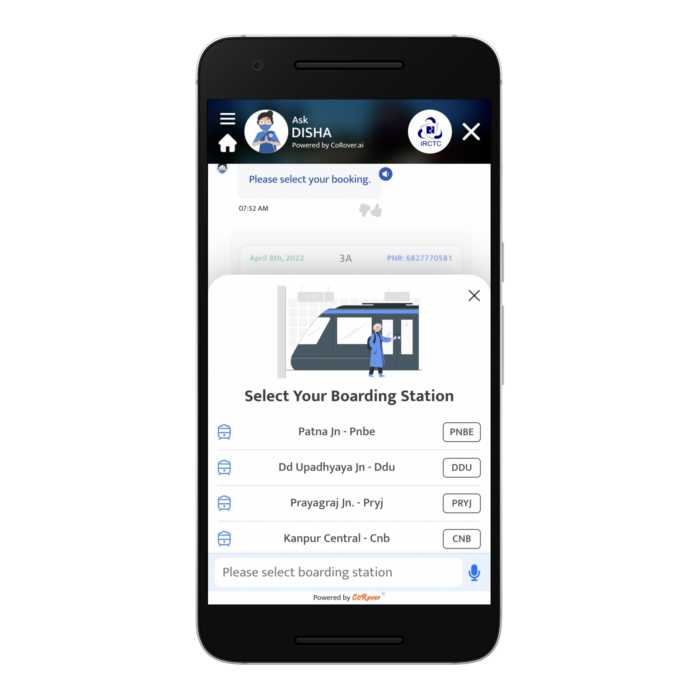 Ask
DISHA
Powered by CoRover.ai
IRCTC
Please select your booking.
07:52 AM
April 8th, 2022 3A PNR: 6827770581
Select Your Boarding Station
Patna Jn - Pnbe PNBE
Dd Upadhyaya Jn - Ddu DDU
Prayagraj Jn. - Pryj PRYJ
Kanpur Central - Cnb CNB
Please select boarding station
Powered by CoRover